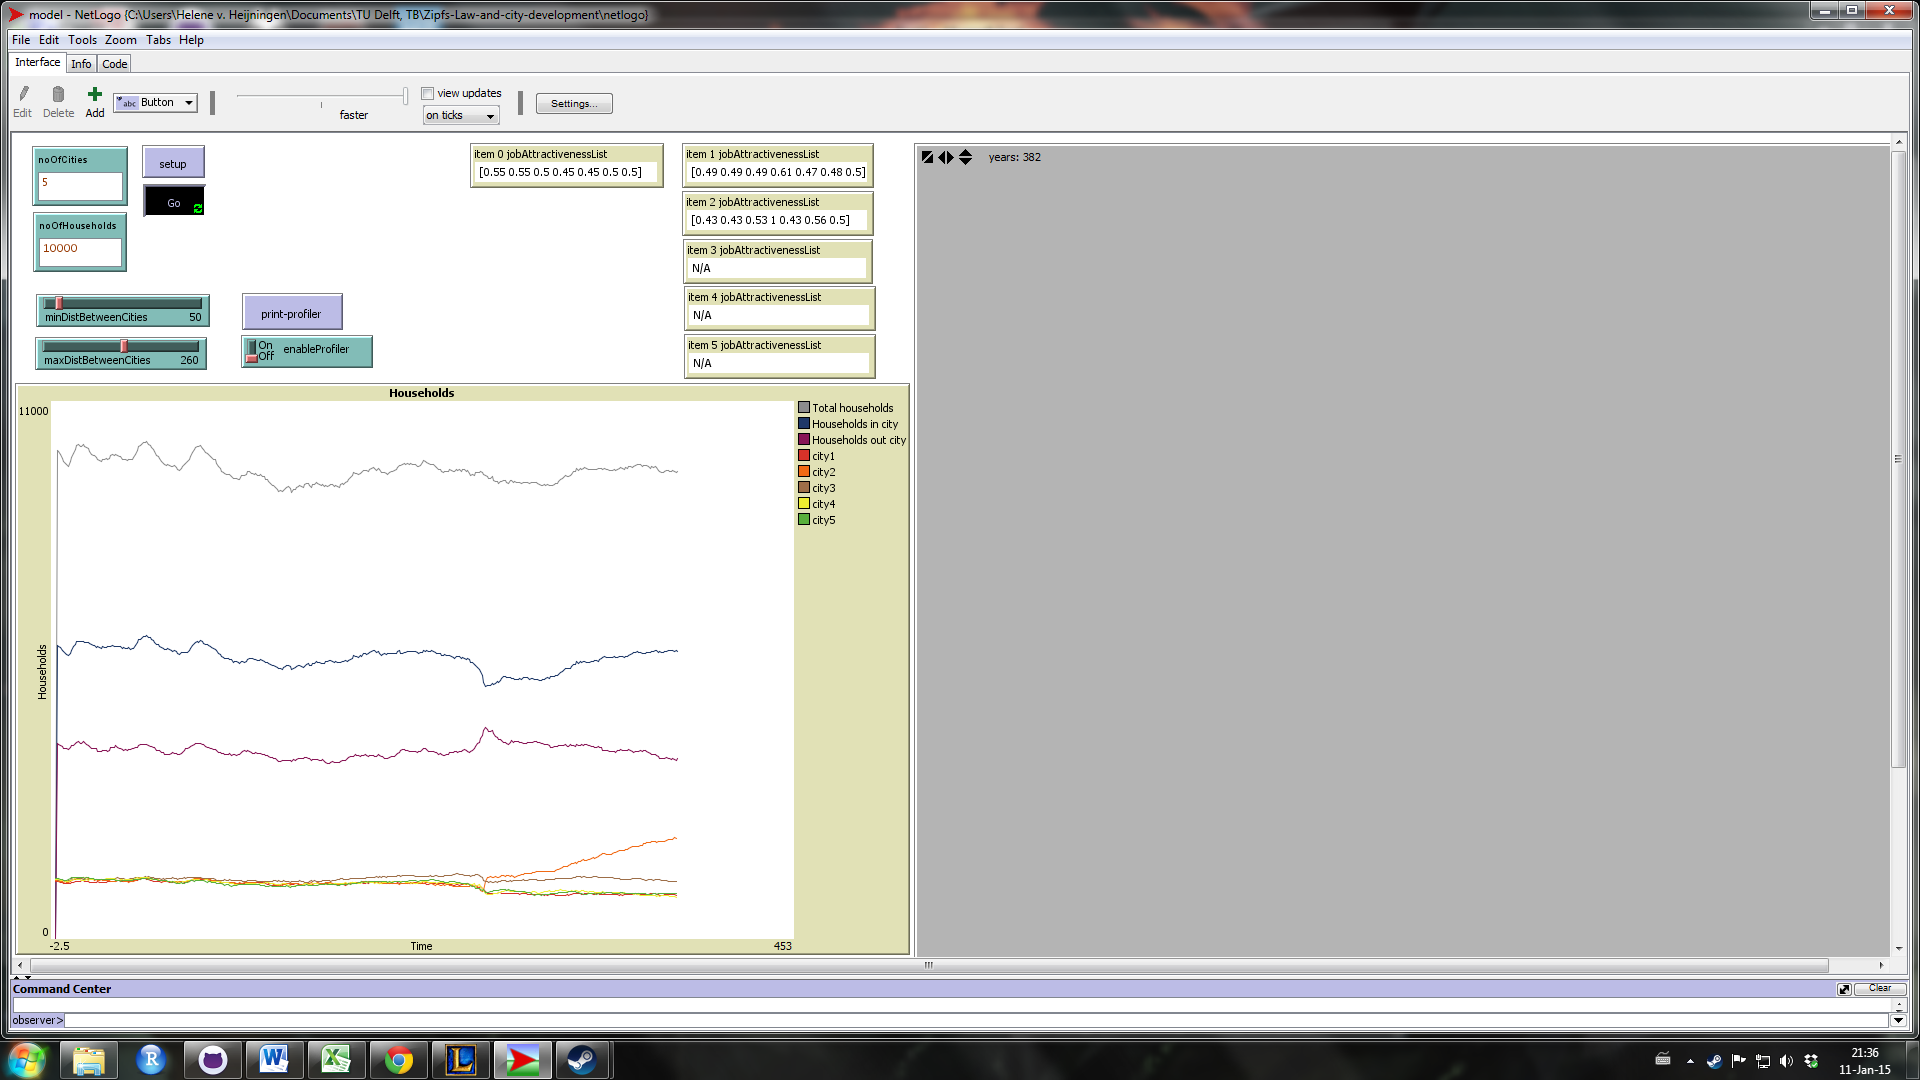 model - NetLogo {C:\Users\Helene v. Heijningen\Documents\TU Delft, TB\Zipfs-Law-and-city-development\netlogo}
File Edit Tools Zoom Tabs Help
Interface Info Code
Edit Delete Add
abc Button
faster
view updates
on ticks
Settings...
noOfCities
5
setup
Go
noOfHouseholds
10000
minDistBetweenCities 50
maxDistBetweenCities 260
print-profiler
On
Off
enableProfiler
item 0 jobAttractivenessList
[0.55 0.55 0.5 0.45 0.45 0.5 0.5]
item 1 jobAttractivenessList
[0.49 0.49 0.49 0.61 0.47 0.48 0.5]
item 2 jobAttractivenessList
[0.43 0.43 0.53 1 0.43 0.56 0.5]
item 3 jobAttractivenessList
N/A
item 4 jobAttractivenessList
N/A
item 5 jobAttractivenessList
N/A
years: 382
Households
11000
Households
0
-2.5
Time
453
Total households
Households in city
Households out city
city1
city2
city3
city4
city5
Command Center
Clear
observer>
R
W
X
L
21:36
11-Jan-15